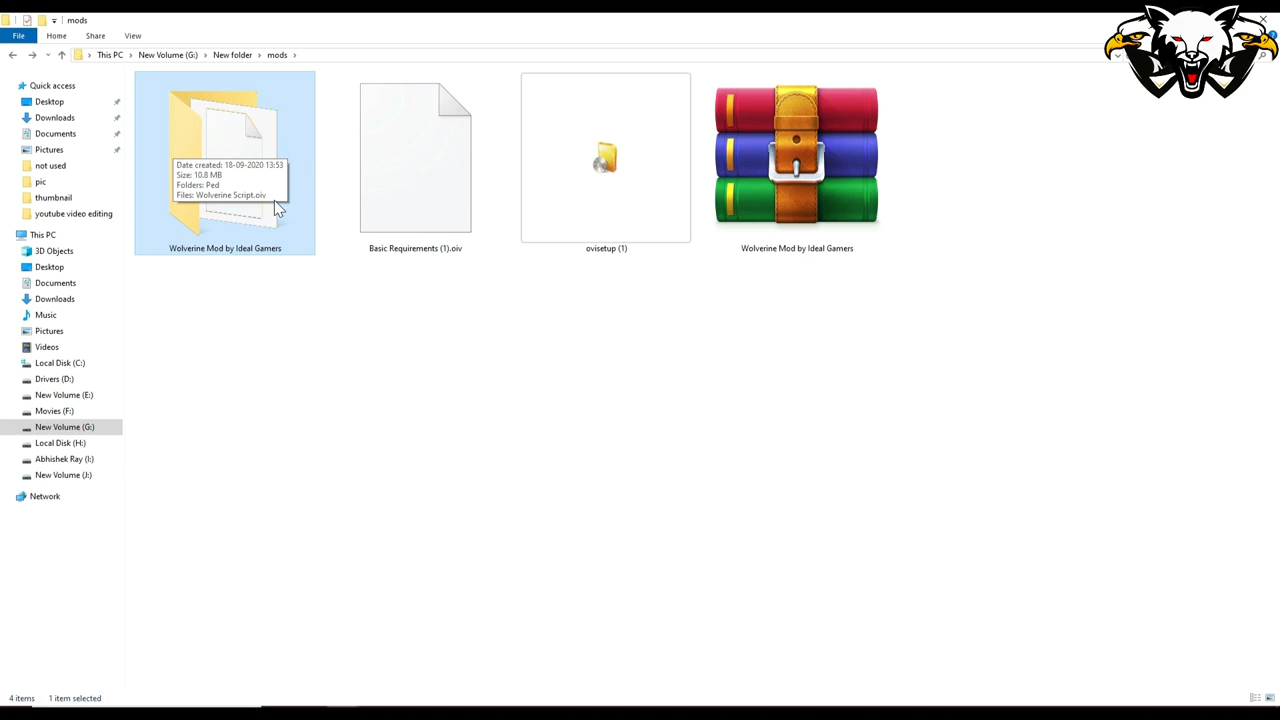 mods
File Home Share View
This PC New Volume (G:) New folder mods
Quick access
Desktop
Downloads
Documents
Pictures
not used
pic
thumbnail
youtube video editing
This PC
3D Objects
Desktop
Documents
Downloads
Music
Pictures
Videos
Local Disk (C:)
Drivers (D:)
New Volume (E:)
Movies (F:)
New Volume (G:)
Local Disk (H:)
Abhishek Ray (I:)
New Volume (J:)
Network
Date created: 18-09-2020 13:53
Size: 10.8 MB
Folders: Ped
Files: Wolverine Script.oiv
Wolverine Mod by Ideal Gamers
Basic Requirements (1).oiv
ovisetup (1)
Wolverine Mod by Ideal Gamers
4 items 1 item selected